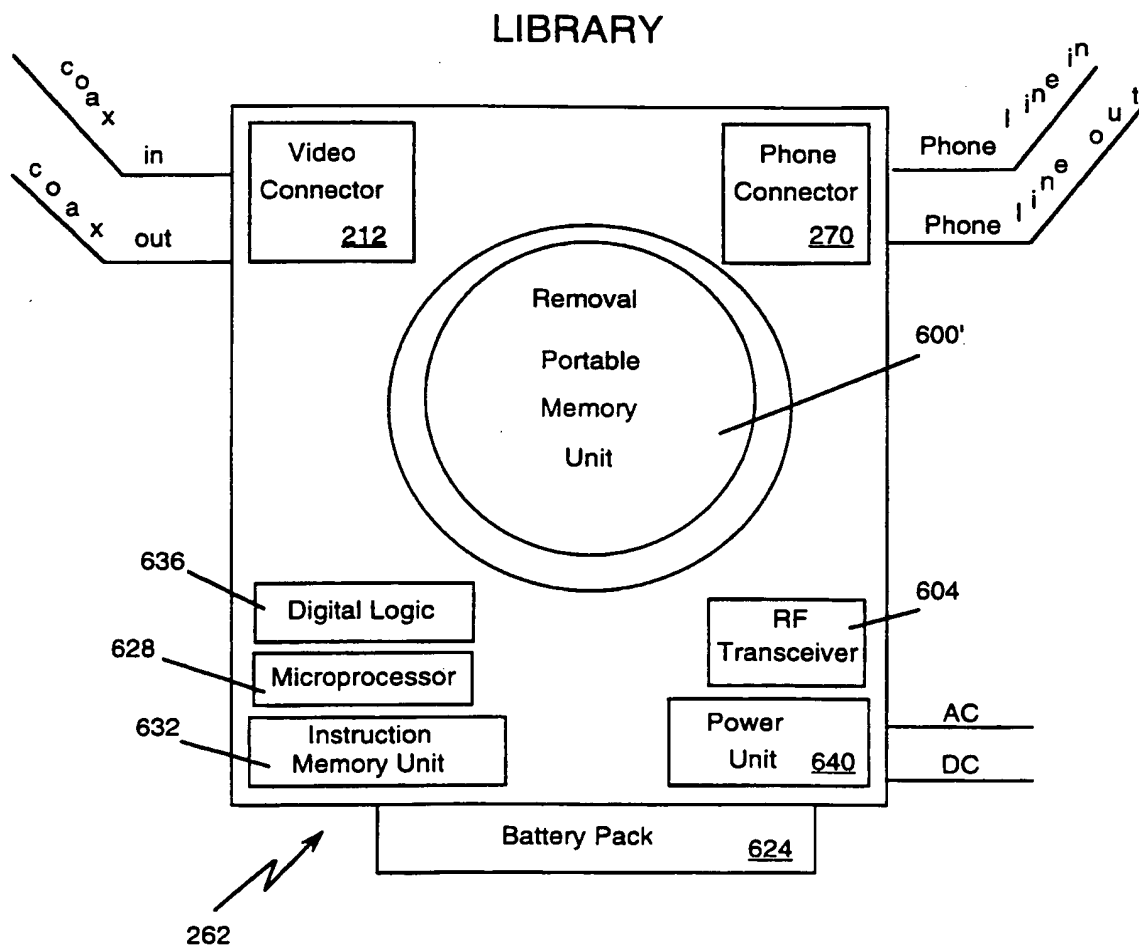 LIBRARY
coax in
coax out
Video
Connector
212
Phone
Connector
270
Phone line in
Phone line out
Removal
Portable
Memory
Unit
600'
636
Digital Logic
628
Microprocessor
632
Instruction
Memory Unit
RF
Transceiver
604
Power
Unit
640
AC
DC
Battery Pack
624
262